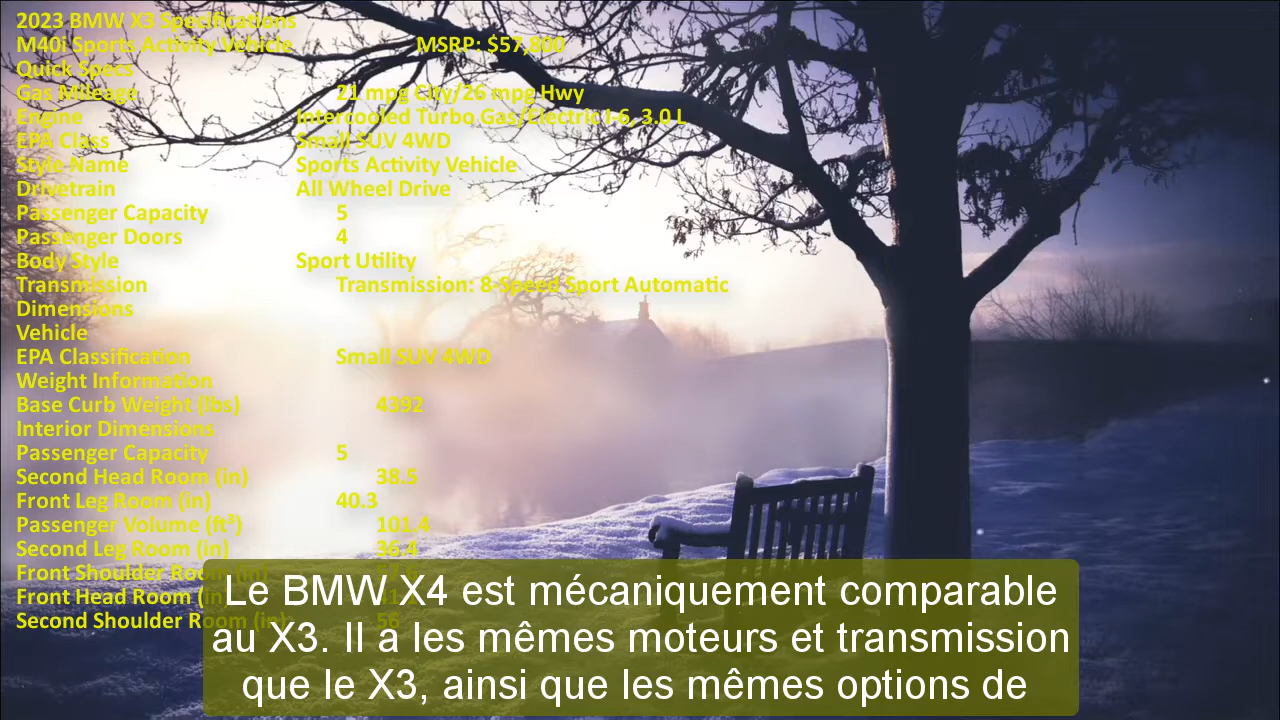 2023 BMW X3 Specifications
M40i Sports Activity Vehicle MSRP: $57,800
Quick Specs
Gas Mileage 21 mpg City/26 mpg Hwy
Engine Intercooled Turbo Gas/Electric I-6, 3.0 L
EPA Class Small SUV 4WD
Style Name Sports Activity Vehicle
Drivetrain All Wheel Drive
Passenger Capacity 5
Passenger Doors 4
Body Style Sport Utility
Transmission Transmission: 8-Speed Sport Automatic
Dimensions
Vehicle
EPA Classification Small SUV 4WD
Weight Information
Base Curb Weight (lbs) 4392
Interior Dimensions
Passenger Capacity 5
Second Head Room (in) 38.5
Front Leg Room (in) 40.3
Passenger Volume (ft³) 101.4
Second Leg Room (in) 36.4
Front Shoulder Room (in)
Front Head Room (in)
Second Shoulder Room (in) 56
Le BMW X4 est mécaniquement comparable
au X3. Il a les mêmes moteurs et transmission
que le X3, ainsi que les mêmes options de